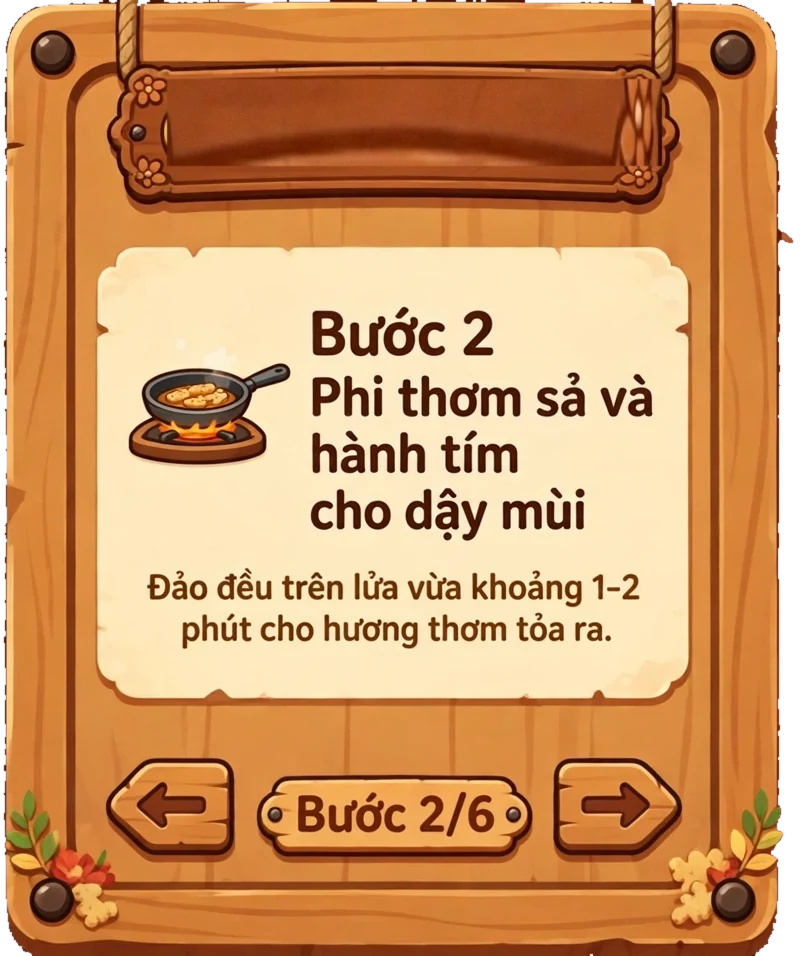 Bước 2
Phi thơm sả và
hành tím
cho dậy mùi
Đảo đều trên lửa vừa khoảng 1-2
phút cho hương thơm tỏa ra.
Bước 2/6